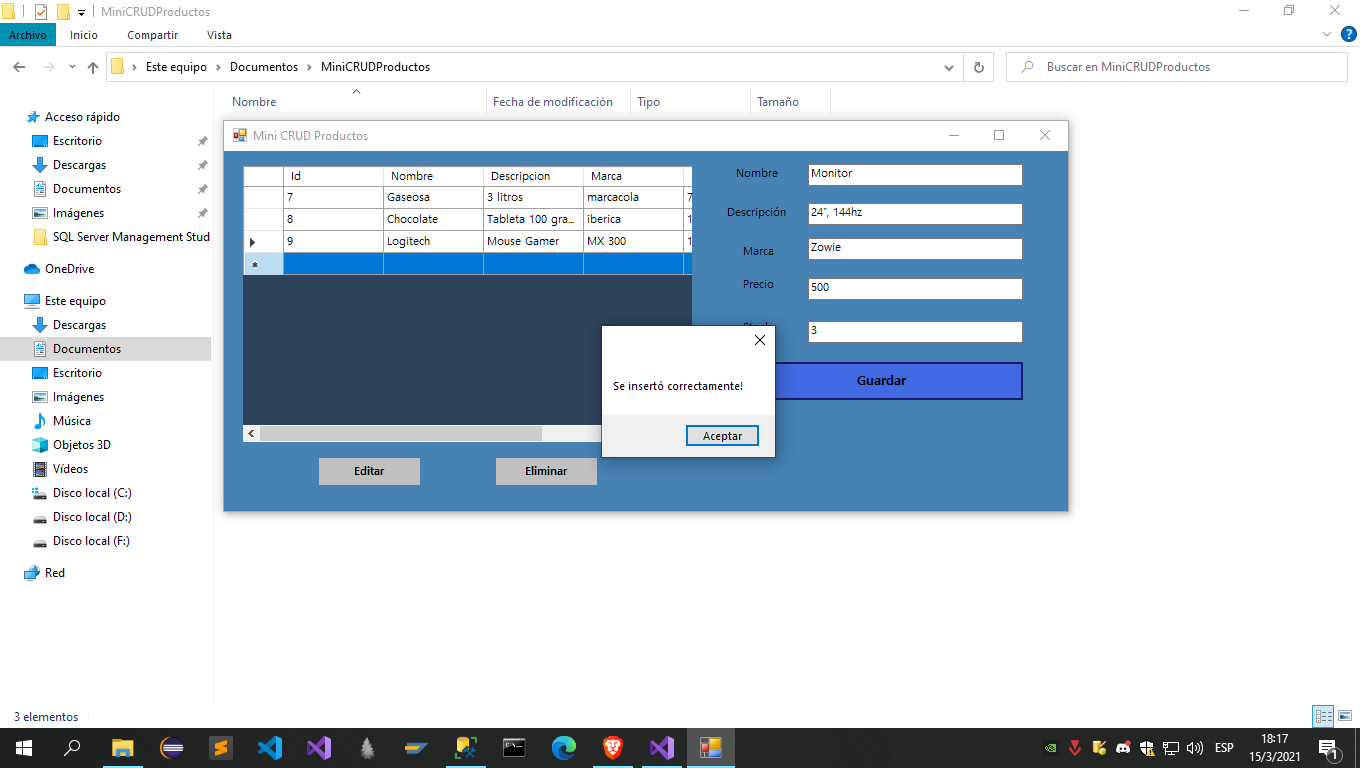 MiniCRUDProductos
Archivo Inicio Compartir Vista
Este equipo Documentos MiniCRUDProductos
Buscar en MiniCRUDProductos
Nombre Fecha de modificación Tipo Tamaño
Acceso rápido
Escritorio
Descargas
Documentos
Imágenes
SQL Server Management Stud
OneDrive
Este equipo
Descargas
Documentos
Escritorio
Imágenes
Música
Objetos 3D
Vídeos
Disco local (C:)
Disco local (D:)
Disco local (F:)
Red
Mini CRUD Productos
Id Nombre Descripcion Marca
7 Gaseosa 3 litros marcacola 7
8 Chocolate Tableta 100 gra... iberica 1
9 Logitech Mouse Gamer MX 300 1
Nombre Monitor
Descripción 24", 144hz
Marca Zowie
Precio 500
3
Guardar
Se insertó correctamente!
Aceptar
Editar Eliminar
3 elementos
ESP
18:17
15/3/2021
1